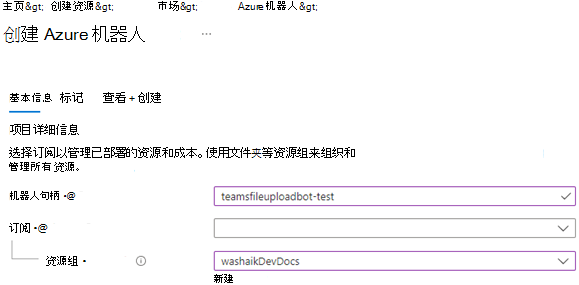 主页&gt; 创建资源&gt; 市场&gt; Azure 机器人&gt;
创建 Azure 机器人 ...
基本信息 标记 查看 + 创建
项目详细信息
选择订阅以管理已部署的资源和成本。使用文件夹等资源组来组织和
管理所有资源。
机器人句柄 •@ teamsfileuploadbot-test
订阅 •@
资源组 • washaikDevDocs
新建